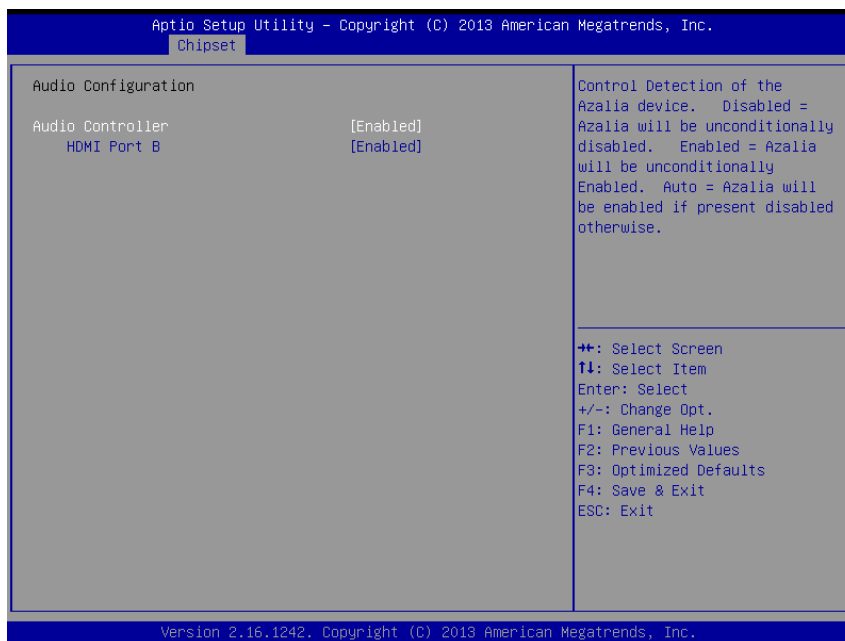 Aptio Setup Utility – Copyright (C) 2013 American Megatrends, Inc.
Chipset
Audio Configuration
Audio Controller [Enabled]
HDMI Port B [Enabled]
Control Detection of the
Azalia device. Disabled =
Azalia will be unconditionally
disabled. Enabled = Azalia
will be unconditionally
Enabled. Auto = Azalia will
be enabled if present disabled
otherwise.
→←: Select Screen
↑↓: Select Item
Enter: Select
+/-: Change Opt.
F1: General Help
F2: Previous Values
F3: Optimized Defaults
F4: Save & Exit
ESC: Exit
Version 2.16.1242. Copyright (C) 2013 American Megatrends, Inc.